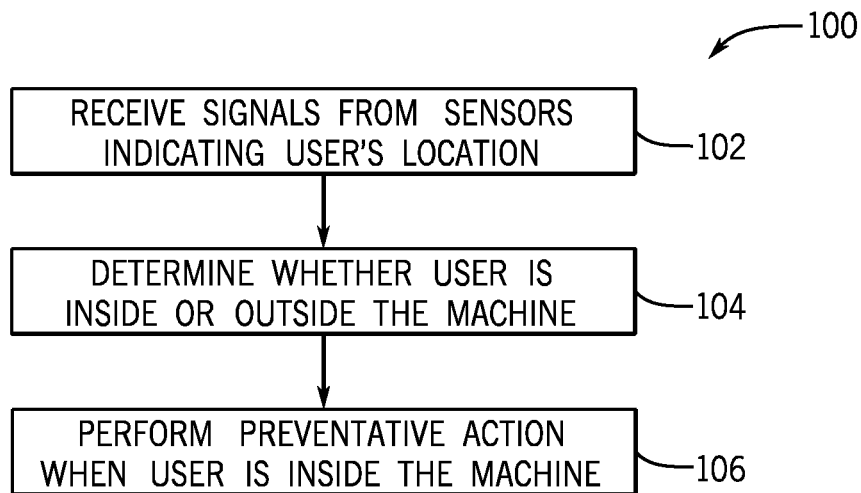 100
RECEIVE SIGNALS FROM SENSORS
INDICATING USER'S LOCATION
102
DETERMINE WHETHER USER IS
INSIDE OR OUTSIDE THE MACHINE
104
PERFORM PREVENTATIVE ACTION
WHEN USER IS INSIDE THE MACHINE
106